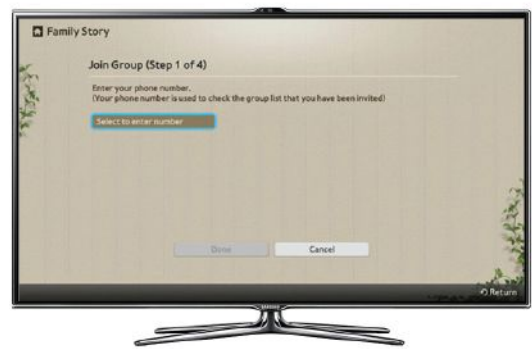 Family Story
Join Group (Step 1 of 4)
Enter your phone number.
(Your phone number is used to check the group list that you have been invited)
Select to enter number
Done
Cancel
Return
SAMSUNG